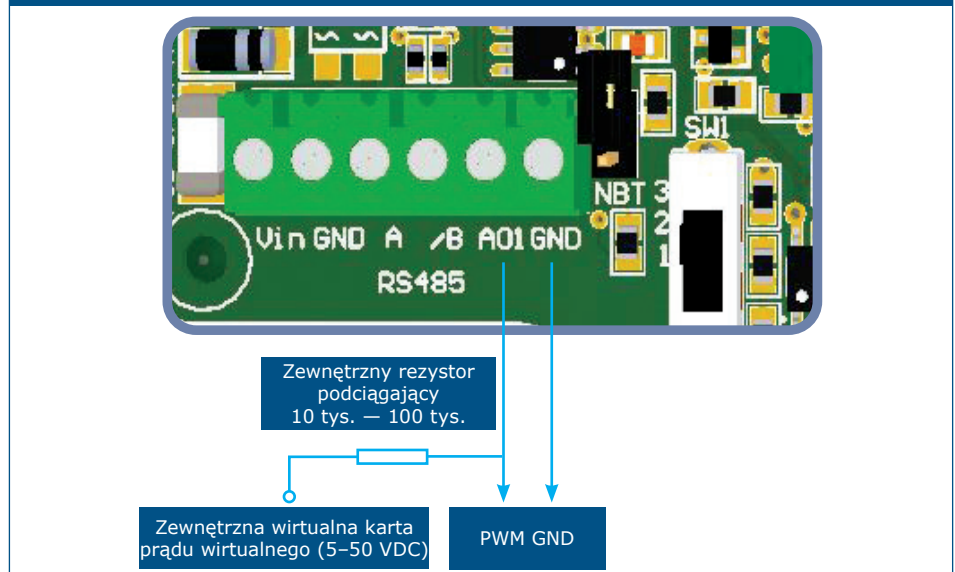 SW1
NBT 3
2
1
Vin GND A /B AO1 GND
RS485
Zewnętrzny rezystor
podciągający
10 tys. — 100 tys.
Zewnętrzna wirtualna karta
prądu wirtualnego (5–50 VDC)
PWM GND